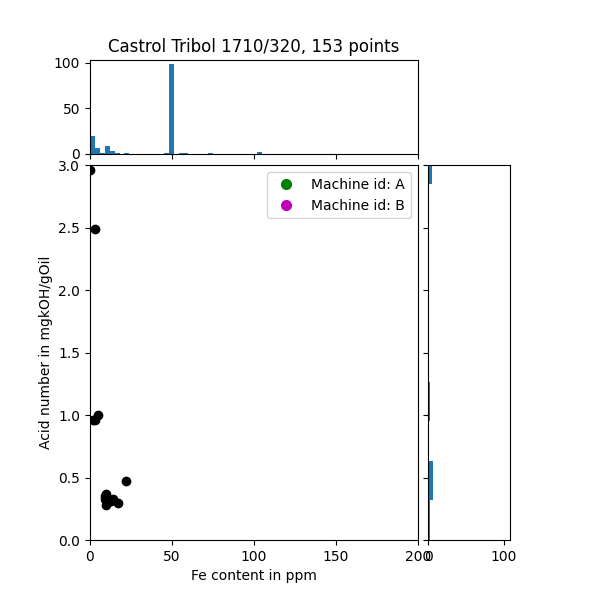 Castrol Tribol 1710/320, 153 points
100
50
0
3.0
2.5
2.0
1.5
1.0
0.5
0.0
Acid number in mgkOH/gOil
Machine id: A
Machine id: B
0 50 100 150 200
0 100
Fe content in ppm